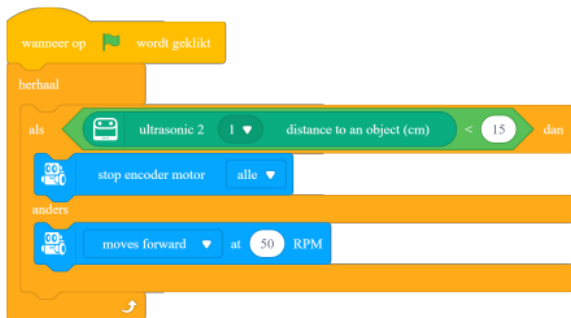 wanneer op wordt geklikt
herhaal
als ultrasonic 2 1 distance to an object (cm) < 15 dan
stop encoder motor alle
anders
moves forward at 50 RPM